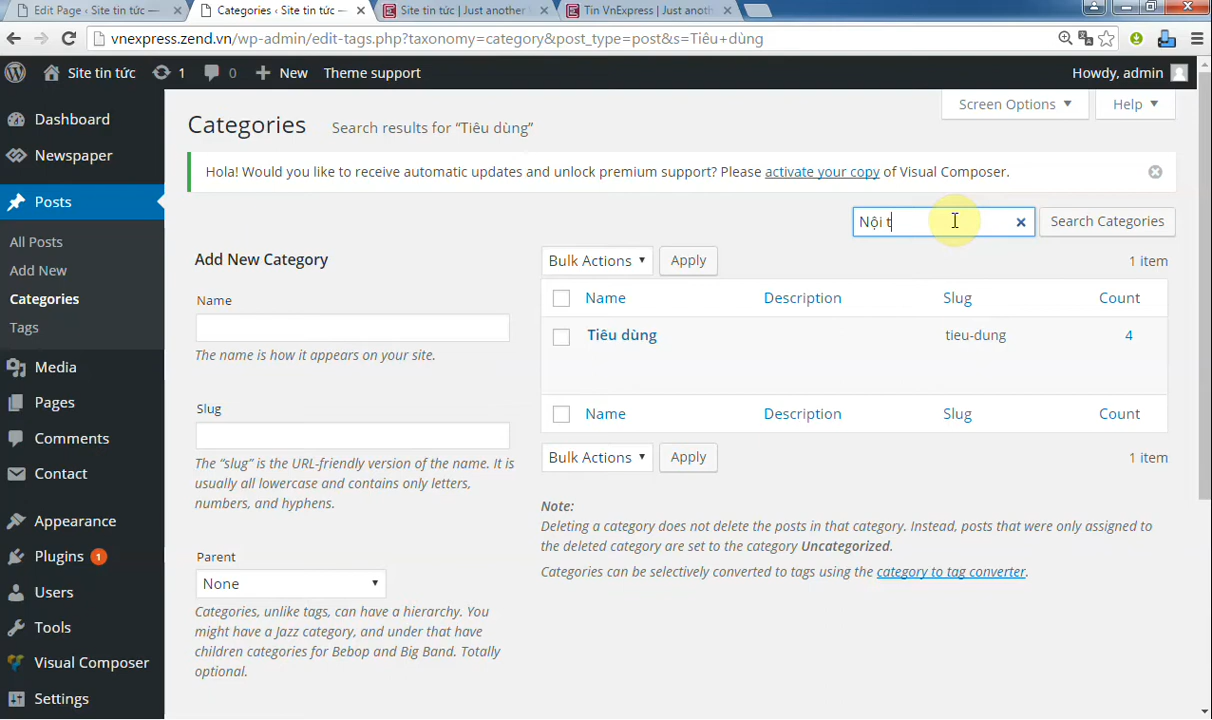 Edit Page ‹ Site tin tức —
Categories ‹ Site tin tức —
Site tin tức | Just another
Tin VnExpress | Just anoth
vnexpress.zend.vn/wp-admin/edit-tags.php?taxonomy=category&post_type=post&s=Tiêu+dùng
Site tin tức
1
0
New
Theme support
Howdy, admin
Dashboard
Newspaper
Posts
All Posts
Add New
Categories
Tags
Media
Pages
Comments
Contact
Appearance
Plugins 1
Users
Tools
Visual Composer
Settings
Screen Options
Help
Categories Search results for “Tiêu dùng”
Hola! Would you like to receive automatic updates and unlock premium support? Please activate your copy of Visual Composer.
Nội t
Search Categories
Add New Category
Name
The name is how it appears on your site.
Slug
The “slug” is the URL-friendly version of the name. It is
usually all lowercase and contains only letters,
numbers, and hyphens.
Parent
None
Categories, unlike tags, can have a hierarchy. You
might have a Jazz category, and under that have
children categories for Bebop and Big Band. Totally
optional.
Bulk Actions Apply 1 item
Name Description Slug Count
Tiêu dùng tieu-dung 4
Name Description Slug Count
Bulk Actions Apply 1 item
Note:
Deleting a category does not delete the posts in that category. Instead, posts that were only assigned to
the deleted category are set to the category Uncategorized.
Categories can be selectively converted to tags using the category to tag converter.